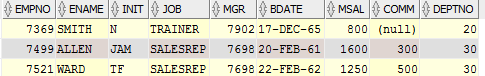 EMPNO ENAME INIT JOB MGR BDATE MSAL COMM DEPTNO
7369 SMITH N TRAINER 7902 17-DEC-65 800 (null) 20
7499 ALLEN JAM SALESREP 7698 20-FEB-61 1600 300 30
7521 WARD TF SALESREP 7698 22-FEB-62 1250 500 30